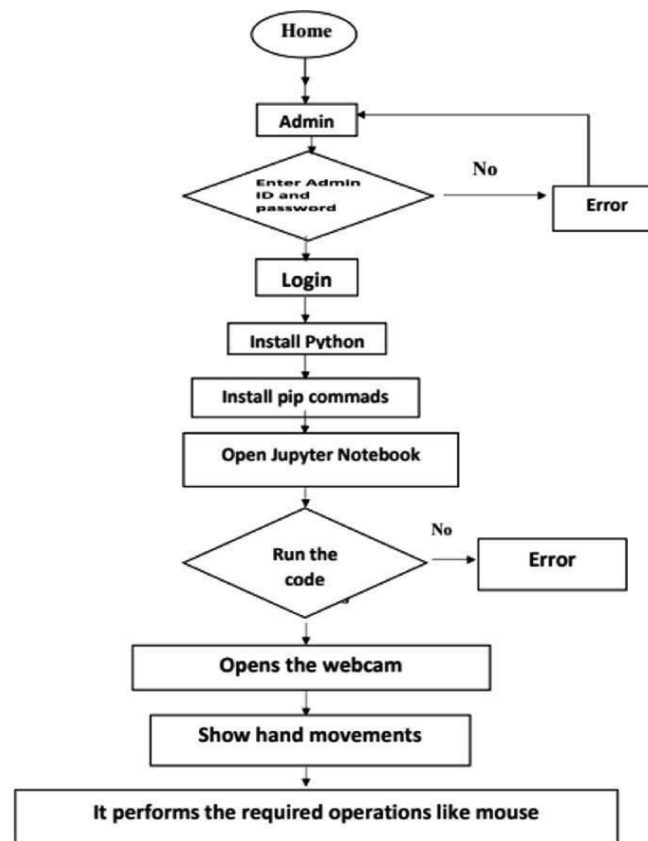 Home
Admin
Enter Admin
ID and
password
No
Error
Login
Install Python
Install pip commads
Open Jupyter Notebook
No
Run the
code
Error
Opens the webcam
Show hand movements
It performs the required operations like mouse